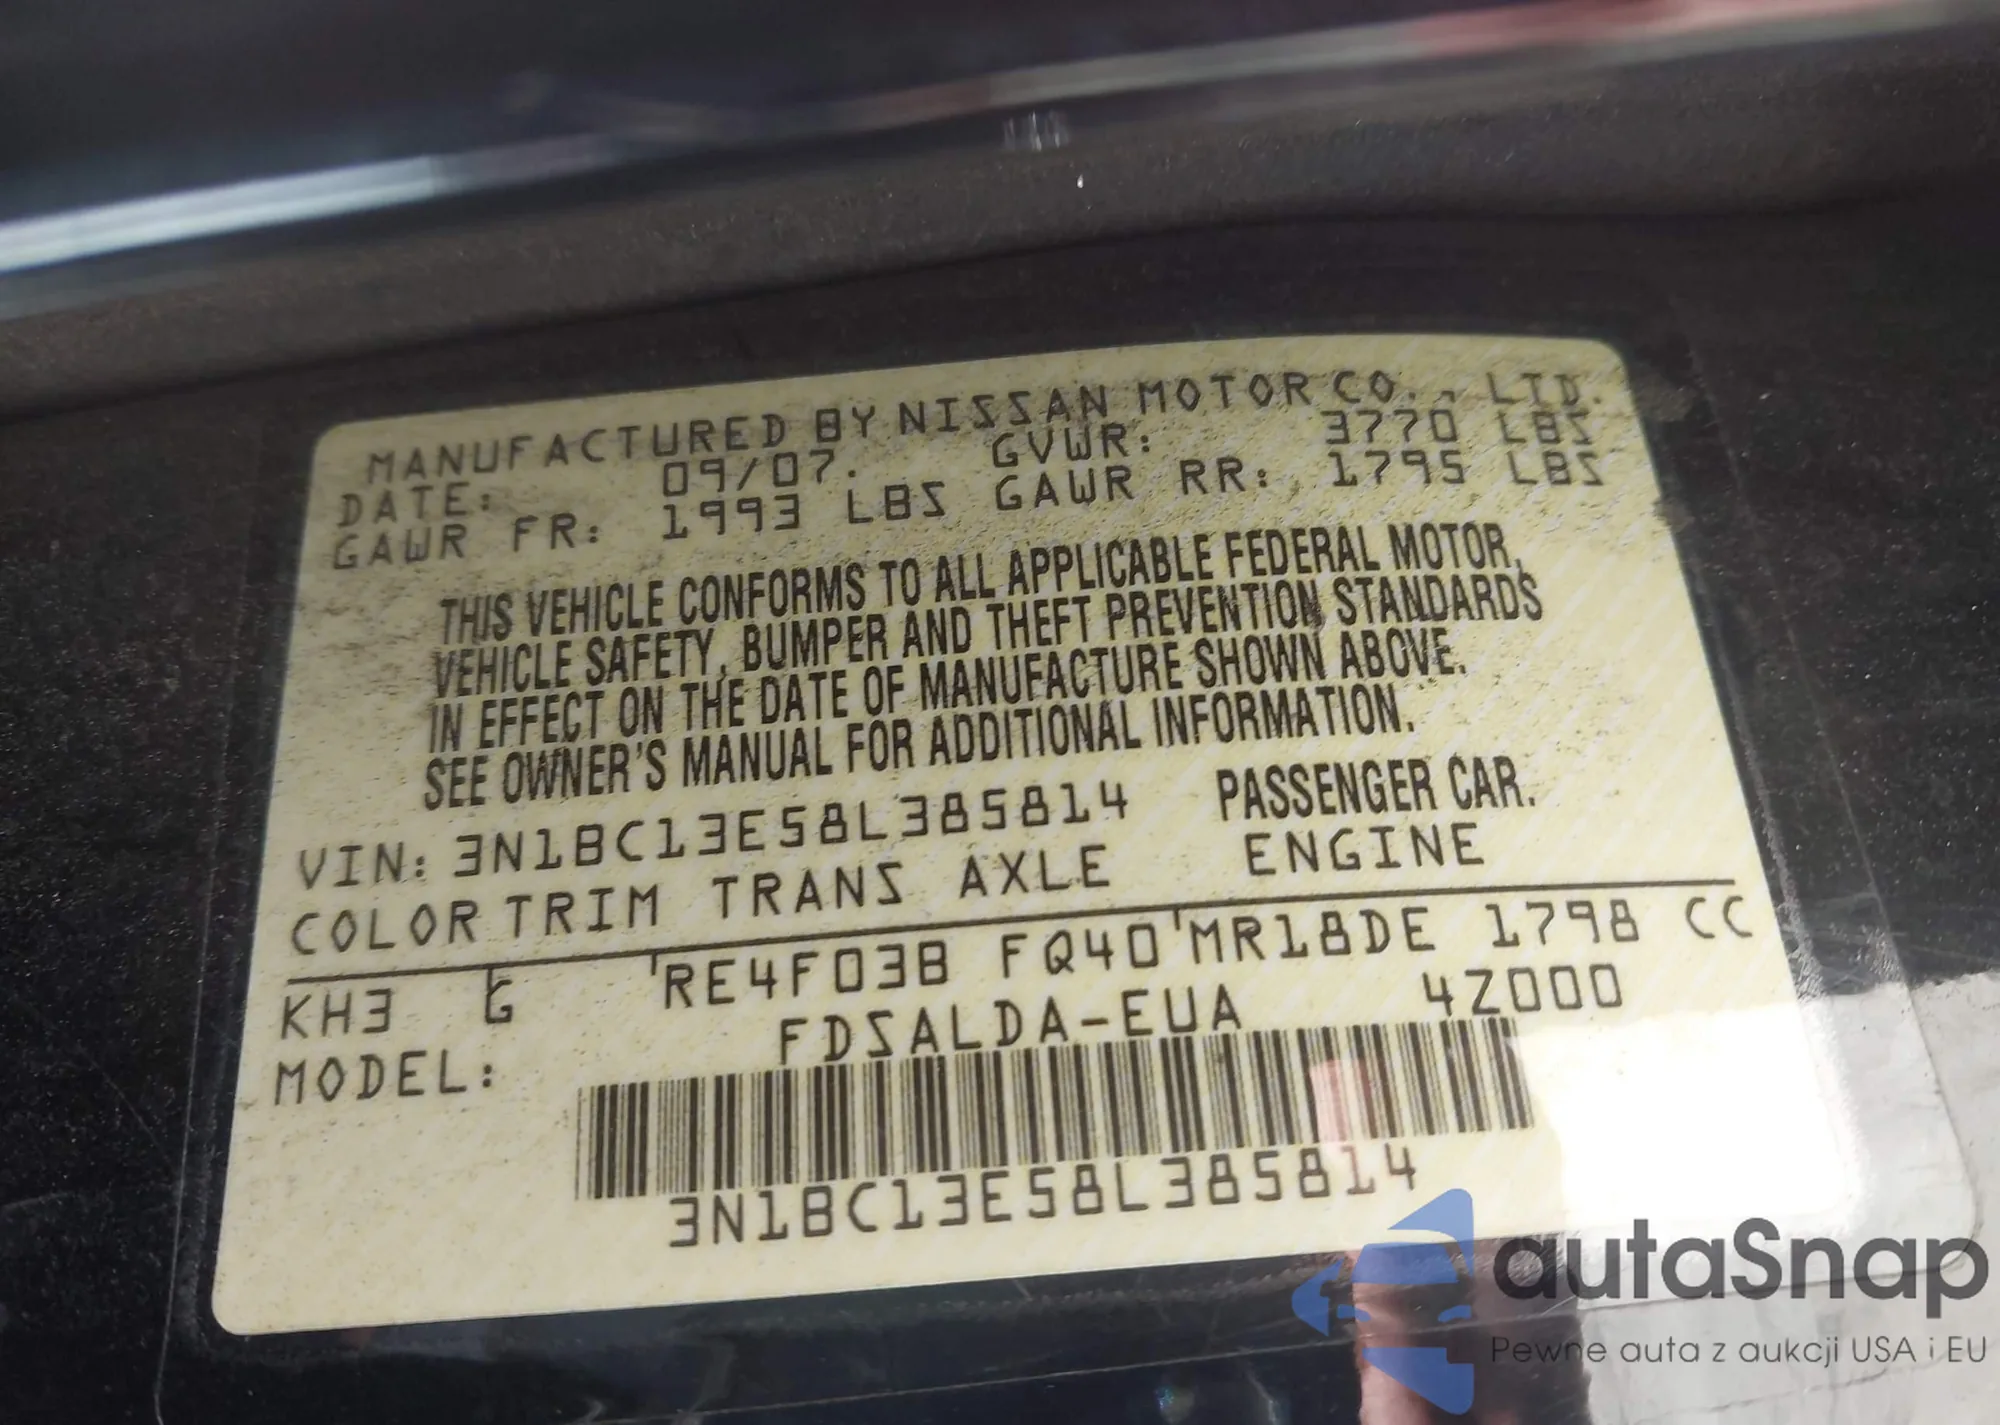 MANUFACTURED BY NISSAN MOTOR CO., LTD.
DATE: 09/07. GVWR: 3770 LBS
GAWR FR: 1993 LBS GAWR RR: 1795 LBS
THIS VEHICLE CONFORMS TO ALL APPLICABLE FEDERAL MOTOR,
VEHICLE SAFETY, BUMPER AND THEFT PREVENTION STANDARDS
IN EFFECT ON THE DATE OF MANUFACTURE SHOWN ABOVE.
SEE OWNER'S MANUAL FOR ADDITIONAL INFORMATION.
VIN: 3N1BC13E58L385814 PASSENGER CAR.
COLOR TRIM TRANS AXLE ENGINE
KH3 G RE4F03B FQ40 MR18DE 1798 CC
MODEL: FDSALDA-EUA 4Z000
3N1BC13E58L385814
autaSnap
Pewne auta z aukcji USA i EU